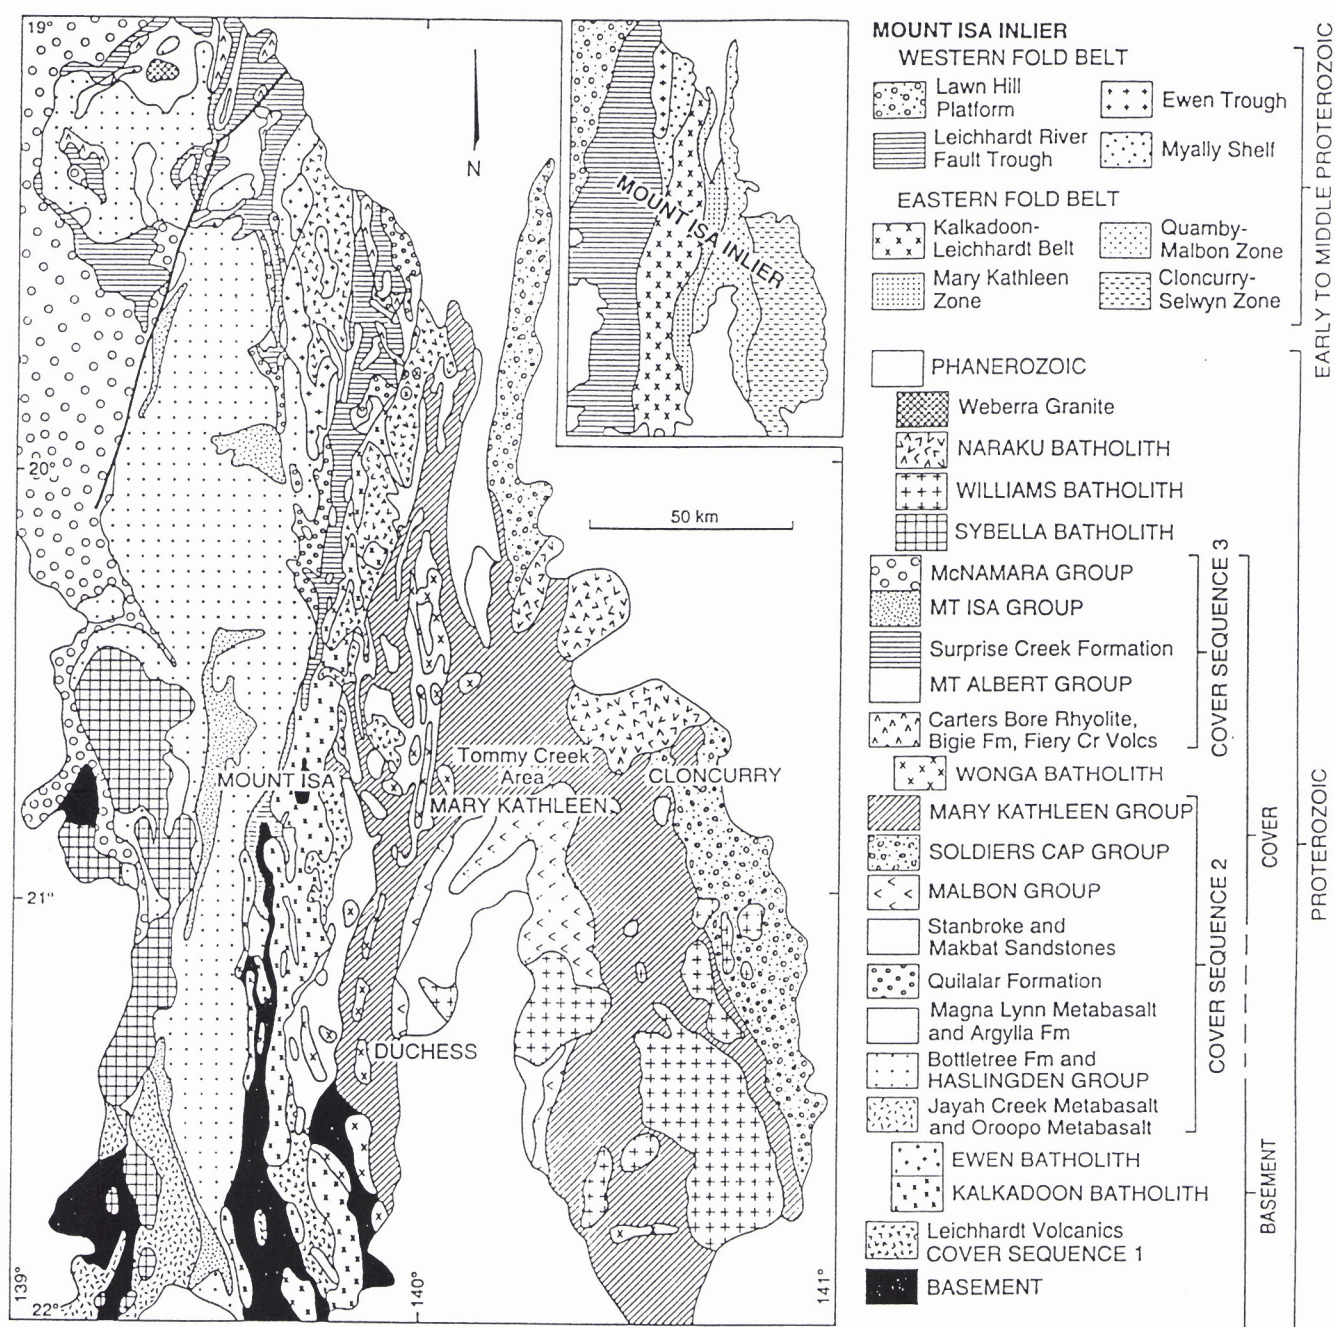 19°
N
MOUNT ISA INLIER
20°
50 km
MOUNT ISA
Tommy Creek
Area
MARY KATHLEEN
CLONCURRY
21"
DUCHESS
139°
22°
140°
141°
MOUNT ISA INLIER
WESTERN FOLD BELT
Lawn Hill
Platform
Ewen Trough
Leichhardt River
Fault Trough
Myally Shelf
EASTERN FOLD BELT
Kalkadoon-
Leichhardt Belt
Quamby-
Malbon Zone
Mary Kathleen
Zone
Cloncurry-
Selwyn Zone
EARLY TO MIDDLE PROTEROZOIC
PHANEROZOIC
Weberra Granite
NARAKU BATHOLITH
WILLIAMS BATHOLITH
SYBELLA BATHOLITH
McNAMARA GROUP
MT ISA GROUP
Surprise Creek Formation
MT ALBERT GROUP
Carters Bore Rhyolite,
Bigie Fm, Fiery Cr Volcs
WONGA BATHOLITH
MARY KATHLEEN GROUP
SOLDIERS CAP GROUP
MALBON GROUP
Stanbroke and
Makbat Sandstones
Quilalar Formation
Magna Lynn Metabasalt
and Argylla Fm
Bottletree Fm and
HASLINGDEN GROUP
Jayah Creek Metabasalt
and Oroopo Metabasalt
EWEN BATHOLITH
KALKADOON BATHOLITH
Leichhardt Volcanics
COVER SEQUENCE 1
BASEMENT
COVER SEQUENCE 3
COVER SEQUENCE 2
COVER
BASEMENT
PROTEROZOIC